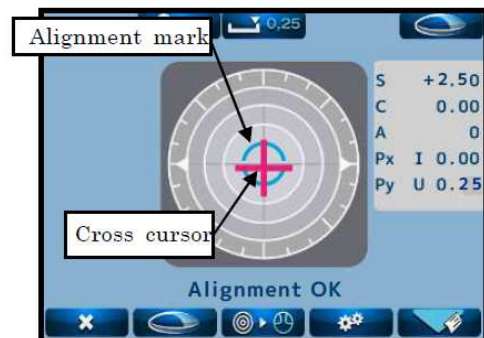 0,25
Alignment mark
S +2.50
C 0.00
A 0
Px I 0.00
Py U 0.25
Cross cursor
Alignment OK